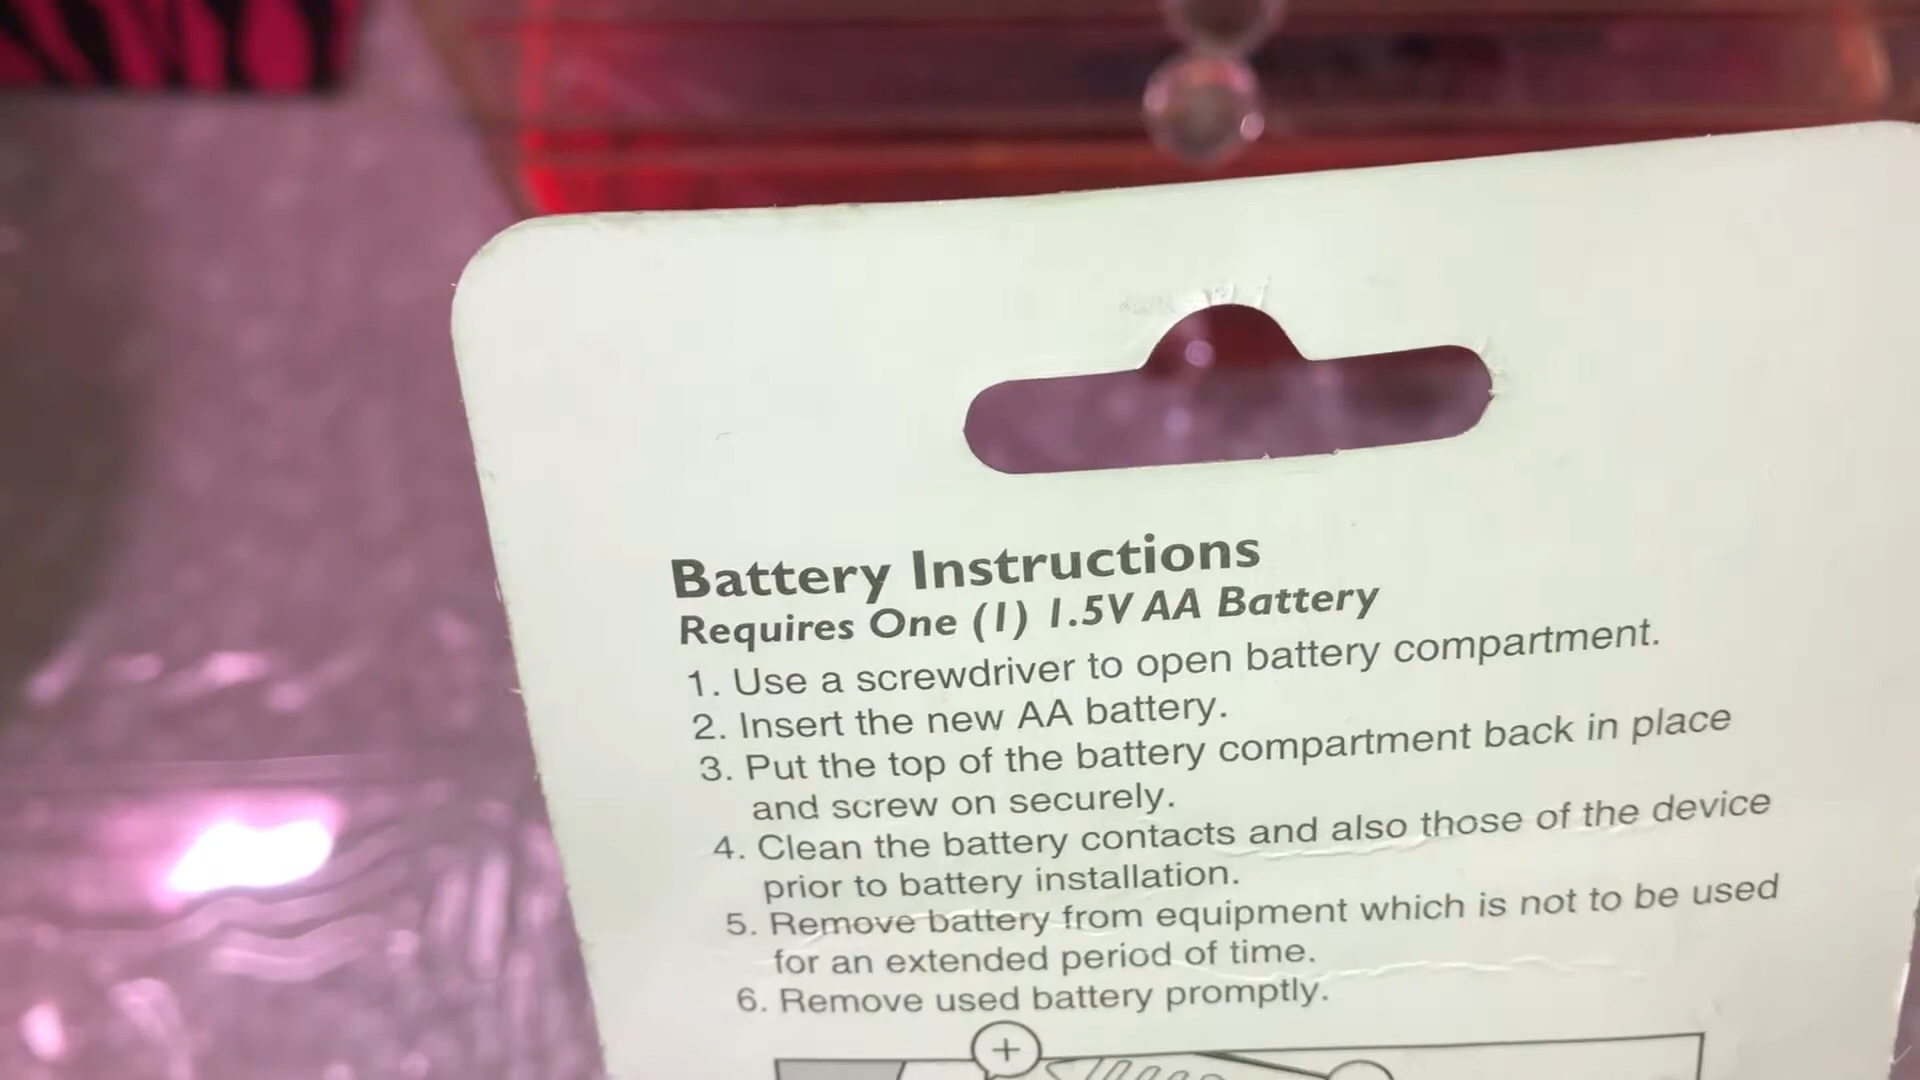 Battery Instructions
Requires One (1) 1.5V AA Battery
1. Use a screwdriver to open battery compartment.
2. Insert the new AA battery.
3. Put the top of the battery compartment back in place
and screw on securely.
4. Clean the battery contacts and also those of the device
prior to battery installation.
5. Remove battery from equipment which is not to be used
for an extended period of time.
6. Remove used battery promptly.
+